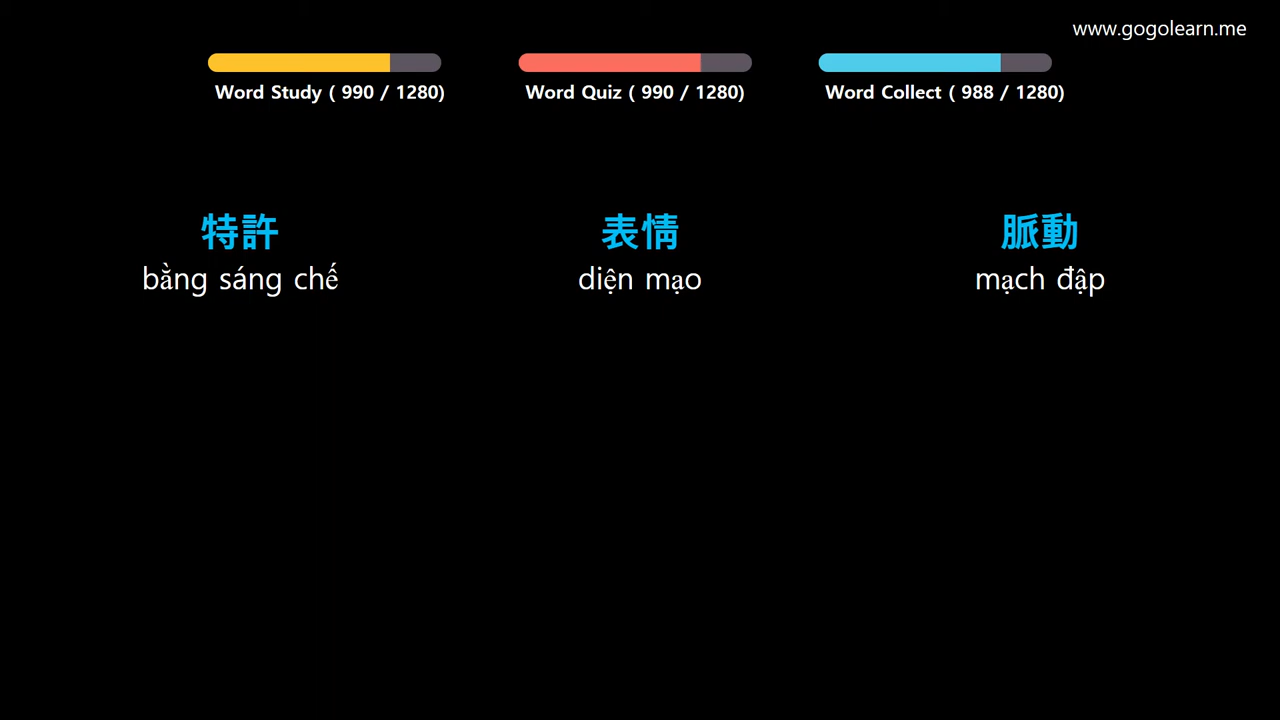 www.gogolearn.me
Word Study ( 990 / 1280)
Word Quiz ( 990 / 1280)
Word Collect ( 988 / 1280)
特許
bằng sáng chế
表情
diện mạo
脈動
mạch đập